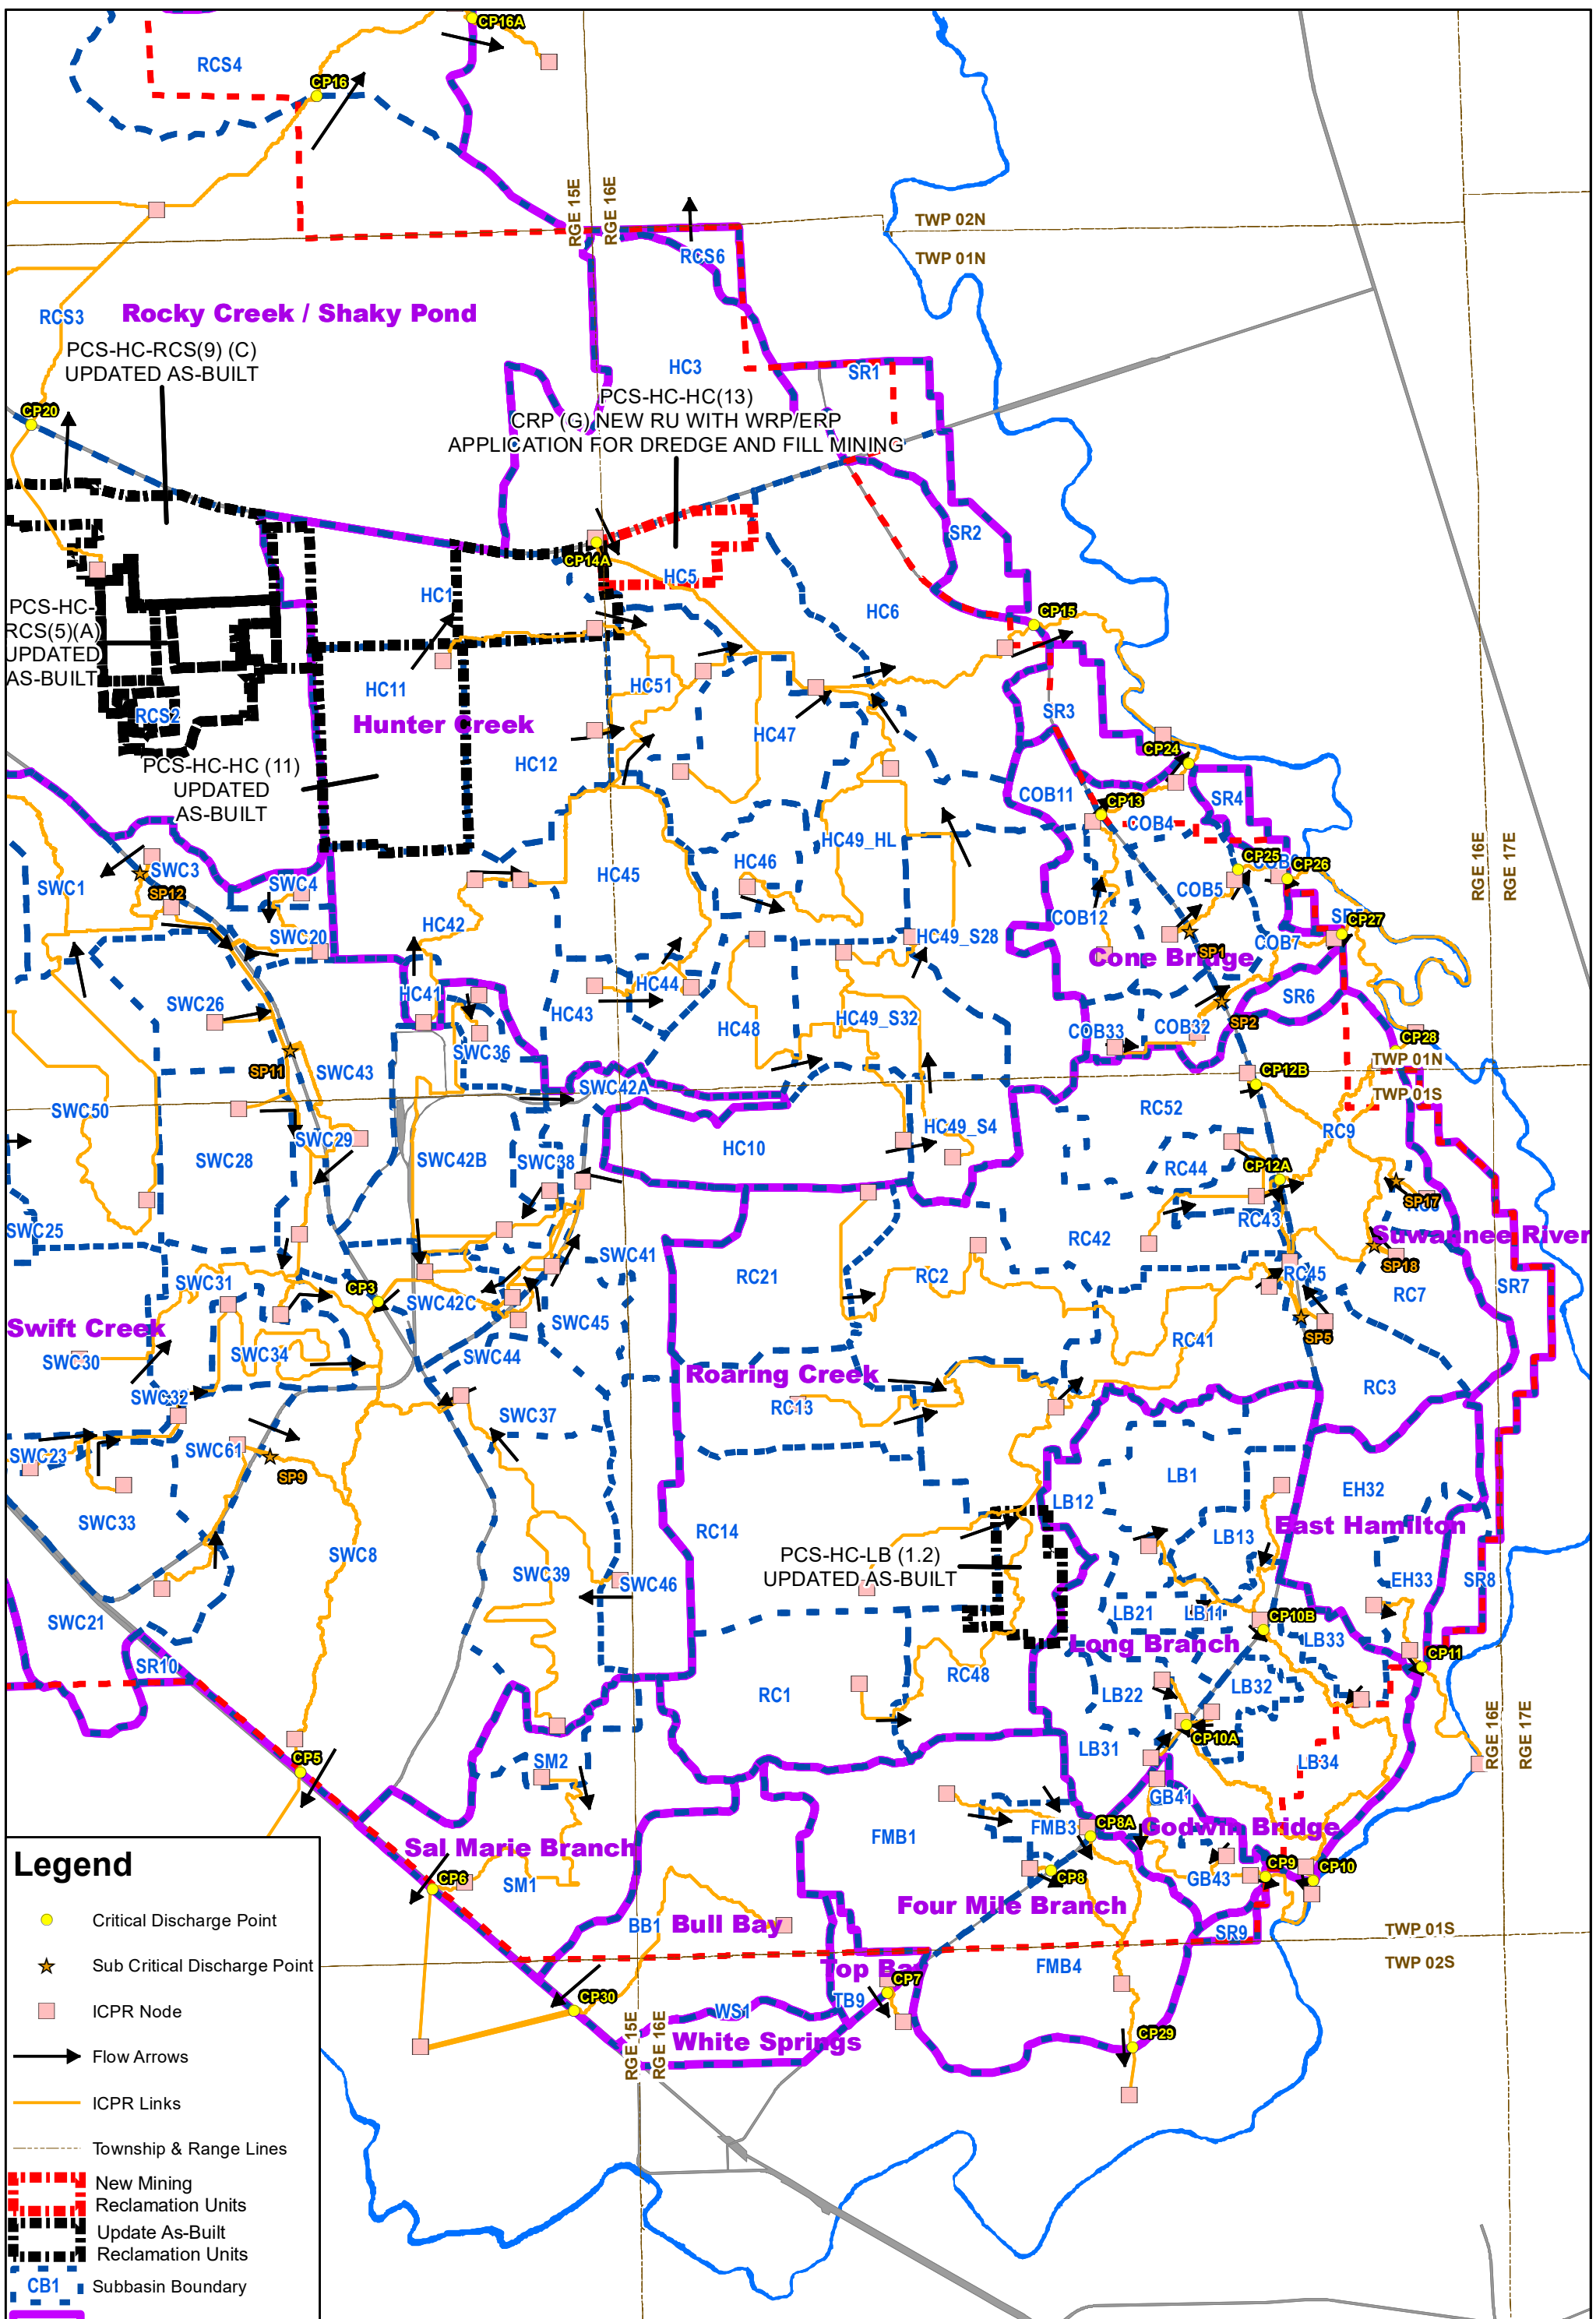 CP16A
RCS4
CP16
RGE 15E
RGE 16E
TWP 02N
TWP 01N
RCS6
RCS3
Rocky Creek / Shaky Pond
PCS-HC-RCS(9) (C)
UPDATED AS-BUILT
HC3
SR1
PCS-HC-HC(13)
CRP (G) NEW RU WITH WRP/ERP
APPLICATION FOR DREDGE AND FILL MINING
CP20
SR2
CP14A
HC5
HC1
HC6
CP15
PCS-HC-
RCS(5)(A)
UPDATED
AS-BUILT
RCS2
HC11
HC51
SR3
Hunter Creek
HC47
HC12
CP24
PCS-HC-HC (11)
UPDATED
AS-BUILT
COB11
SR4
CP13
COB4
HC49_HL
RGE 16E
RGE 17E
SWC3
SWC1
SP12
SWC4
HC45
HC46
CP25
CP26
COB5
COB12
SWC20
HC42
HC49_S28
CP27
COB7
SP1
Cone Bridge
HC41
HC44
SR6
SWC26
HC43
HC48
HC49_S32
SP2
COB33
COB32
SWC36
CP28
SP11
SWC43
SWC42A
CP12B
TWP 01N
TWP 01S
SWC50
RC52
HC49_S4
RC9
SWC29
HC10
SWC28
SWC42B
SWC38
RC44
CP12A
SP17
SWC25
RC43
Suwannee River
RC42
SWC41
SP18
RC21
RC2
RC45
SWC31
CP3
SWC42C
RC7
SR7
Swift Creek
SWC45
SP5
RC41
SWC30
SWC34
SWC44
Roaring Creek
RC3
SWC32
RC13
SWC37
SWC23
SWC61
SP9
LB1
EH32
LB12
SWC33
RC14
East Hamilton
LB13
SWC8
PCS-HC-LB (1.2)
UPDATED AS-BUILT
SWC39
SWC46
EH33
SR8
SWC21
LB21
LB11
CP10B
Long Branch
LB33
CP11
SR10
RC48
RC1
LB22
LB32
RGE 16E
RGE 17E
CP10A
LB31
CP5
SM2
LB34
GB41
FMB1
FMB3
CP8A
Godwin Bridge
Sal Marie Branch
CP9
CP10
Legend
CP6
SM1
CP8
GB43
Four Mile Branch
BB1
Bull Bay
Critical Discharge Point
SR9
TWP 01S
TWP 02S
Sub Critical Discharge Point
FMB4
CP7
TB9
CP30
ICPR Node
WS1
White Springs
RGE 15E
RGE 16E
CP29
Flow Arrows
ICPR Links
Township & Range Lines
New Mining
Reclamation Units
Update As-Built
Reclamation Units
CB1
Subbasin Boundary